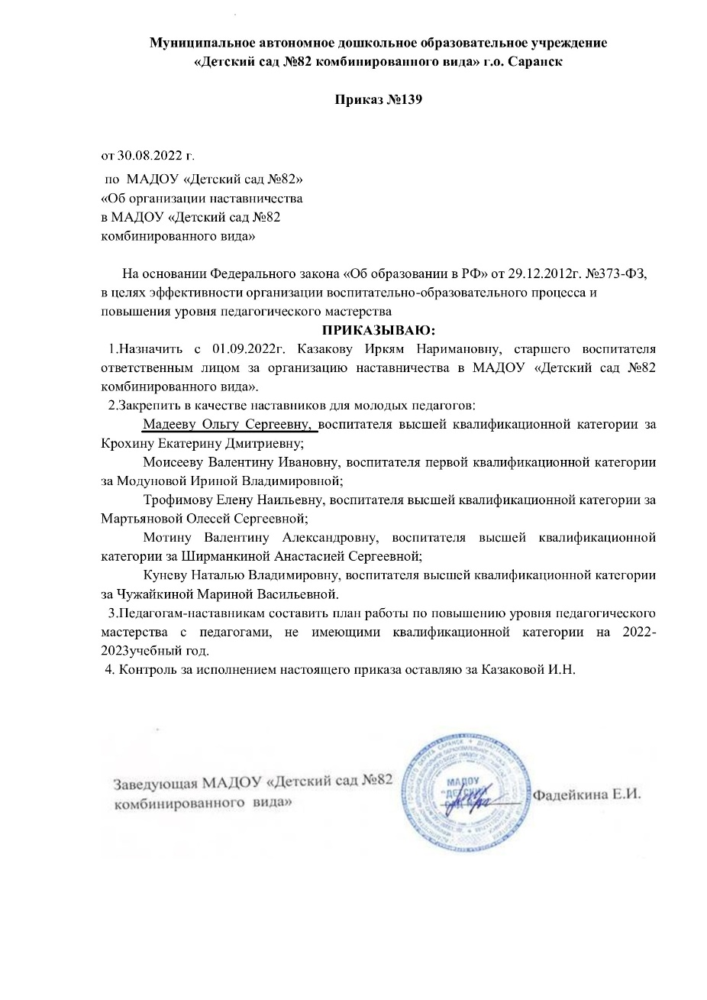 Муниципальное автономное дошкольное образовательное учреждение
«Детский сад №82 комбинированного вида» г.о. Саранск
Приказ №139
от 30.08.2022 г.
по МАДОУ «Детский сад №82»
«Об организации наставничества
в МАДОУ «Детский сад №82
комбинированного вида»
На основании Федерального закона «Об образовании в РФ» от 29.12.2012г. №373-ФЗ,
в целях эффективности организации воспитательно-образовательного процесса и
повышения уровня педагогического мастерства
ПРИКАЗЫВАЮ:
1.Назначить с 01.09.2022г. Казакову Иркям Наримановну, старшего воспитателя
ответственным лицом за организацию наставничества в МАДОУ «Детский сад №82
комбинированного вида».
2.Закрепить в качестве наставников для молодых педагогов:
Мадееву Ольгу Сергеевну, воспитателя высшей квалификационной категории за
Крохину Екатерину Дмитриевну;
Моисееву Валентину Ивановну, воспитателя первой квалификационной категории
за Модуновой Ириной Владимировной;
Трофимову Елену Наильевну, воспитателя высшей квалификационной категории за
Мартьяновой Олесей Сергеевной;
Мотину Валентину Александровну, воспитателя высшей квалификационной
категории за Ширманкиной Анастасией Сергеевной;
Куневу Наталью Владимировну, воспитателя высшей квалификационной категории
за Чужайкиной Мариной Васильевной.
3.Педагогам-наставникам составить план работы по повышению уровня педагогического
мастерства с педагогами, не имеющими квалификационной категории на 2022-
2023учебный год.
4. Контроль за исполнением настоящего приказа оставляю за Казаковой И.Н.
Заведующая МАДОУ «Детский сад №82
комбинированного вида»
МАДОУ
"ДЕТСКИЙ
Фадейкина Е.И.